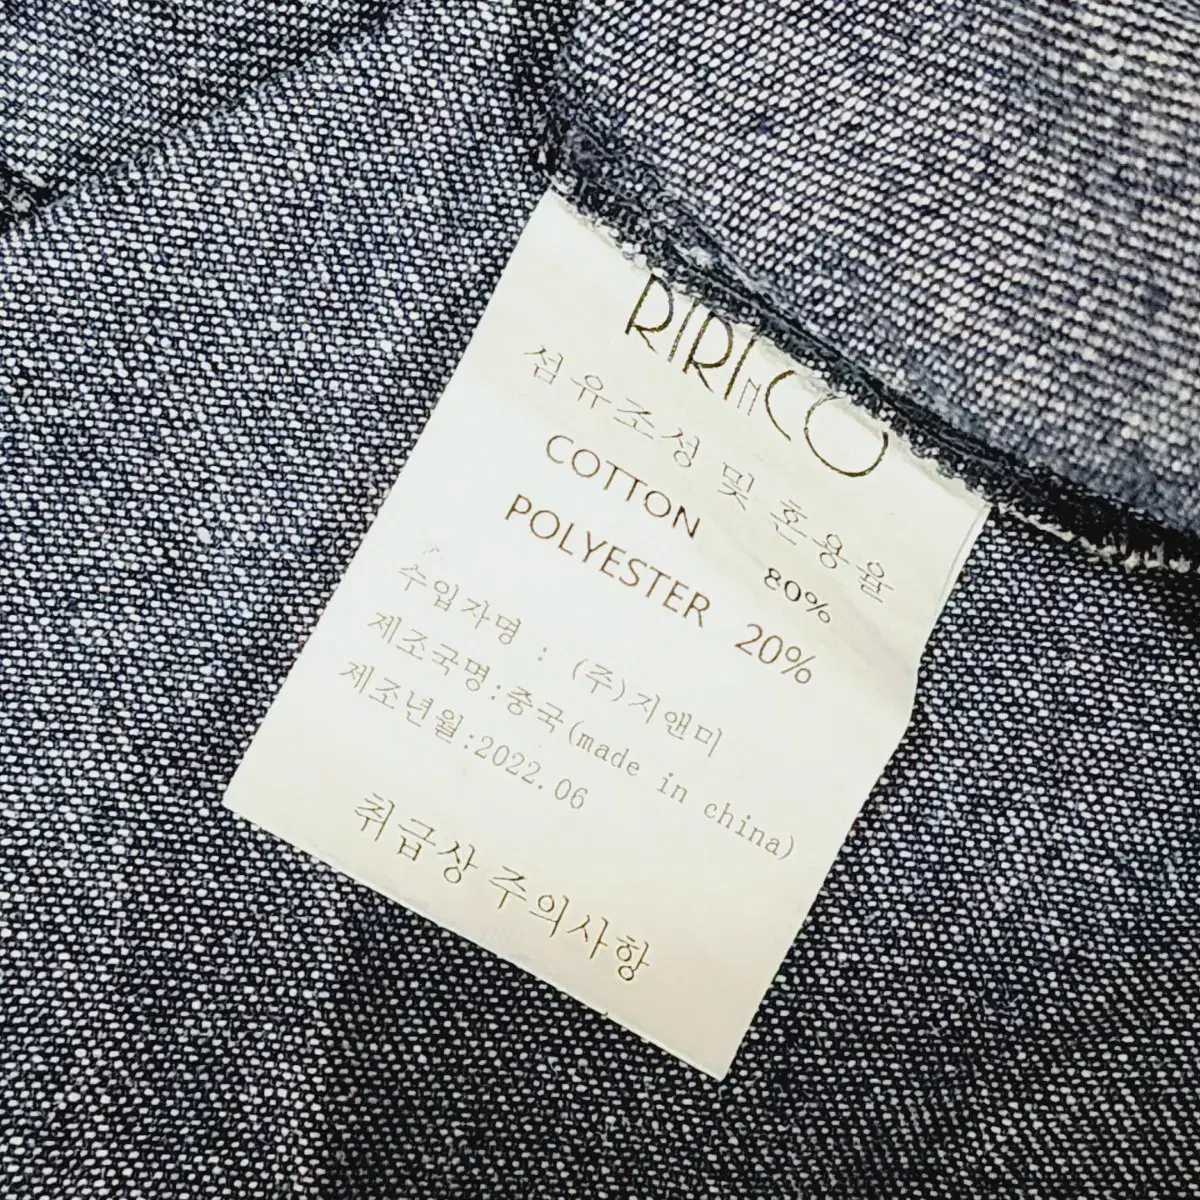 RIRInCO
섬유조성 및 혼용율
COTTON 80%
POLYESTER 20%
수입자명 : (주)지앤미
제조국명:중국(made in china)
제조년월:2022.06
취급상 주의사항